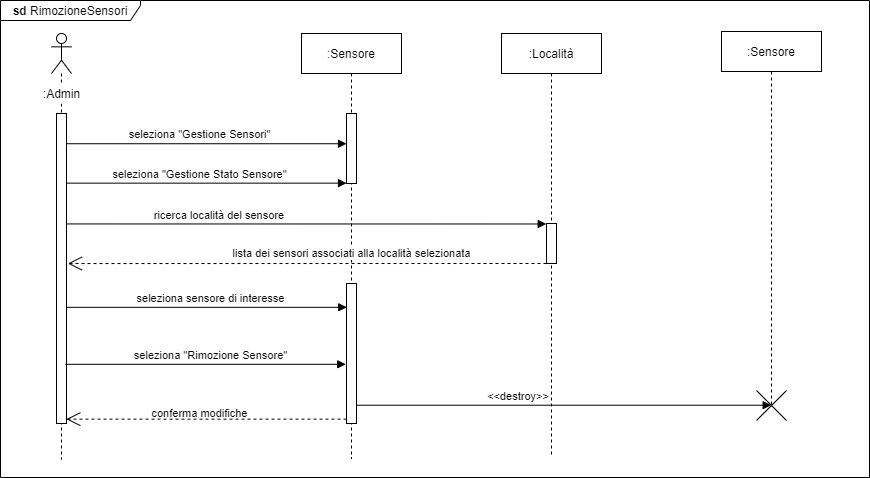 sd RimozioneSensori
:Admin
:Sensore
:Località
:Sensore
seleziona "Gestione Sensori"
seleziona "Gestione Stato Sensore"
ricerca località del sensore
lista dei sensori associati alla località selezionata
seleziona sensore di interesse
seleziona "Rimozione Sensore"
<<destroy>>
conferma modifiche